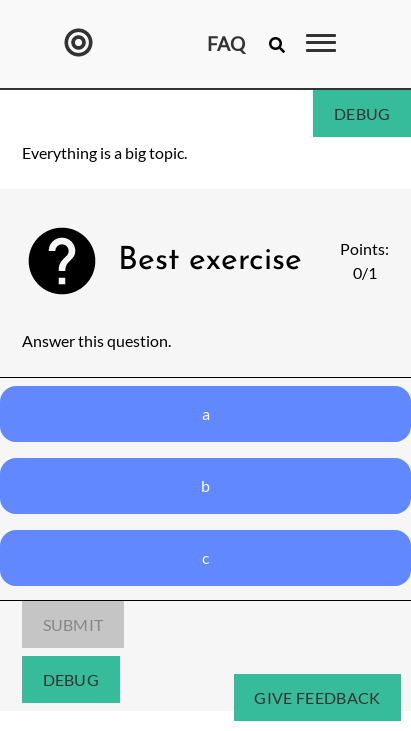 FAQ
DEBUG
Everything is a big topic.
Best exercise
Points:
0/1
Answer this question.
a
b
c
SUBMIT
DEBUG
GIVE FEEDBACK